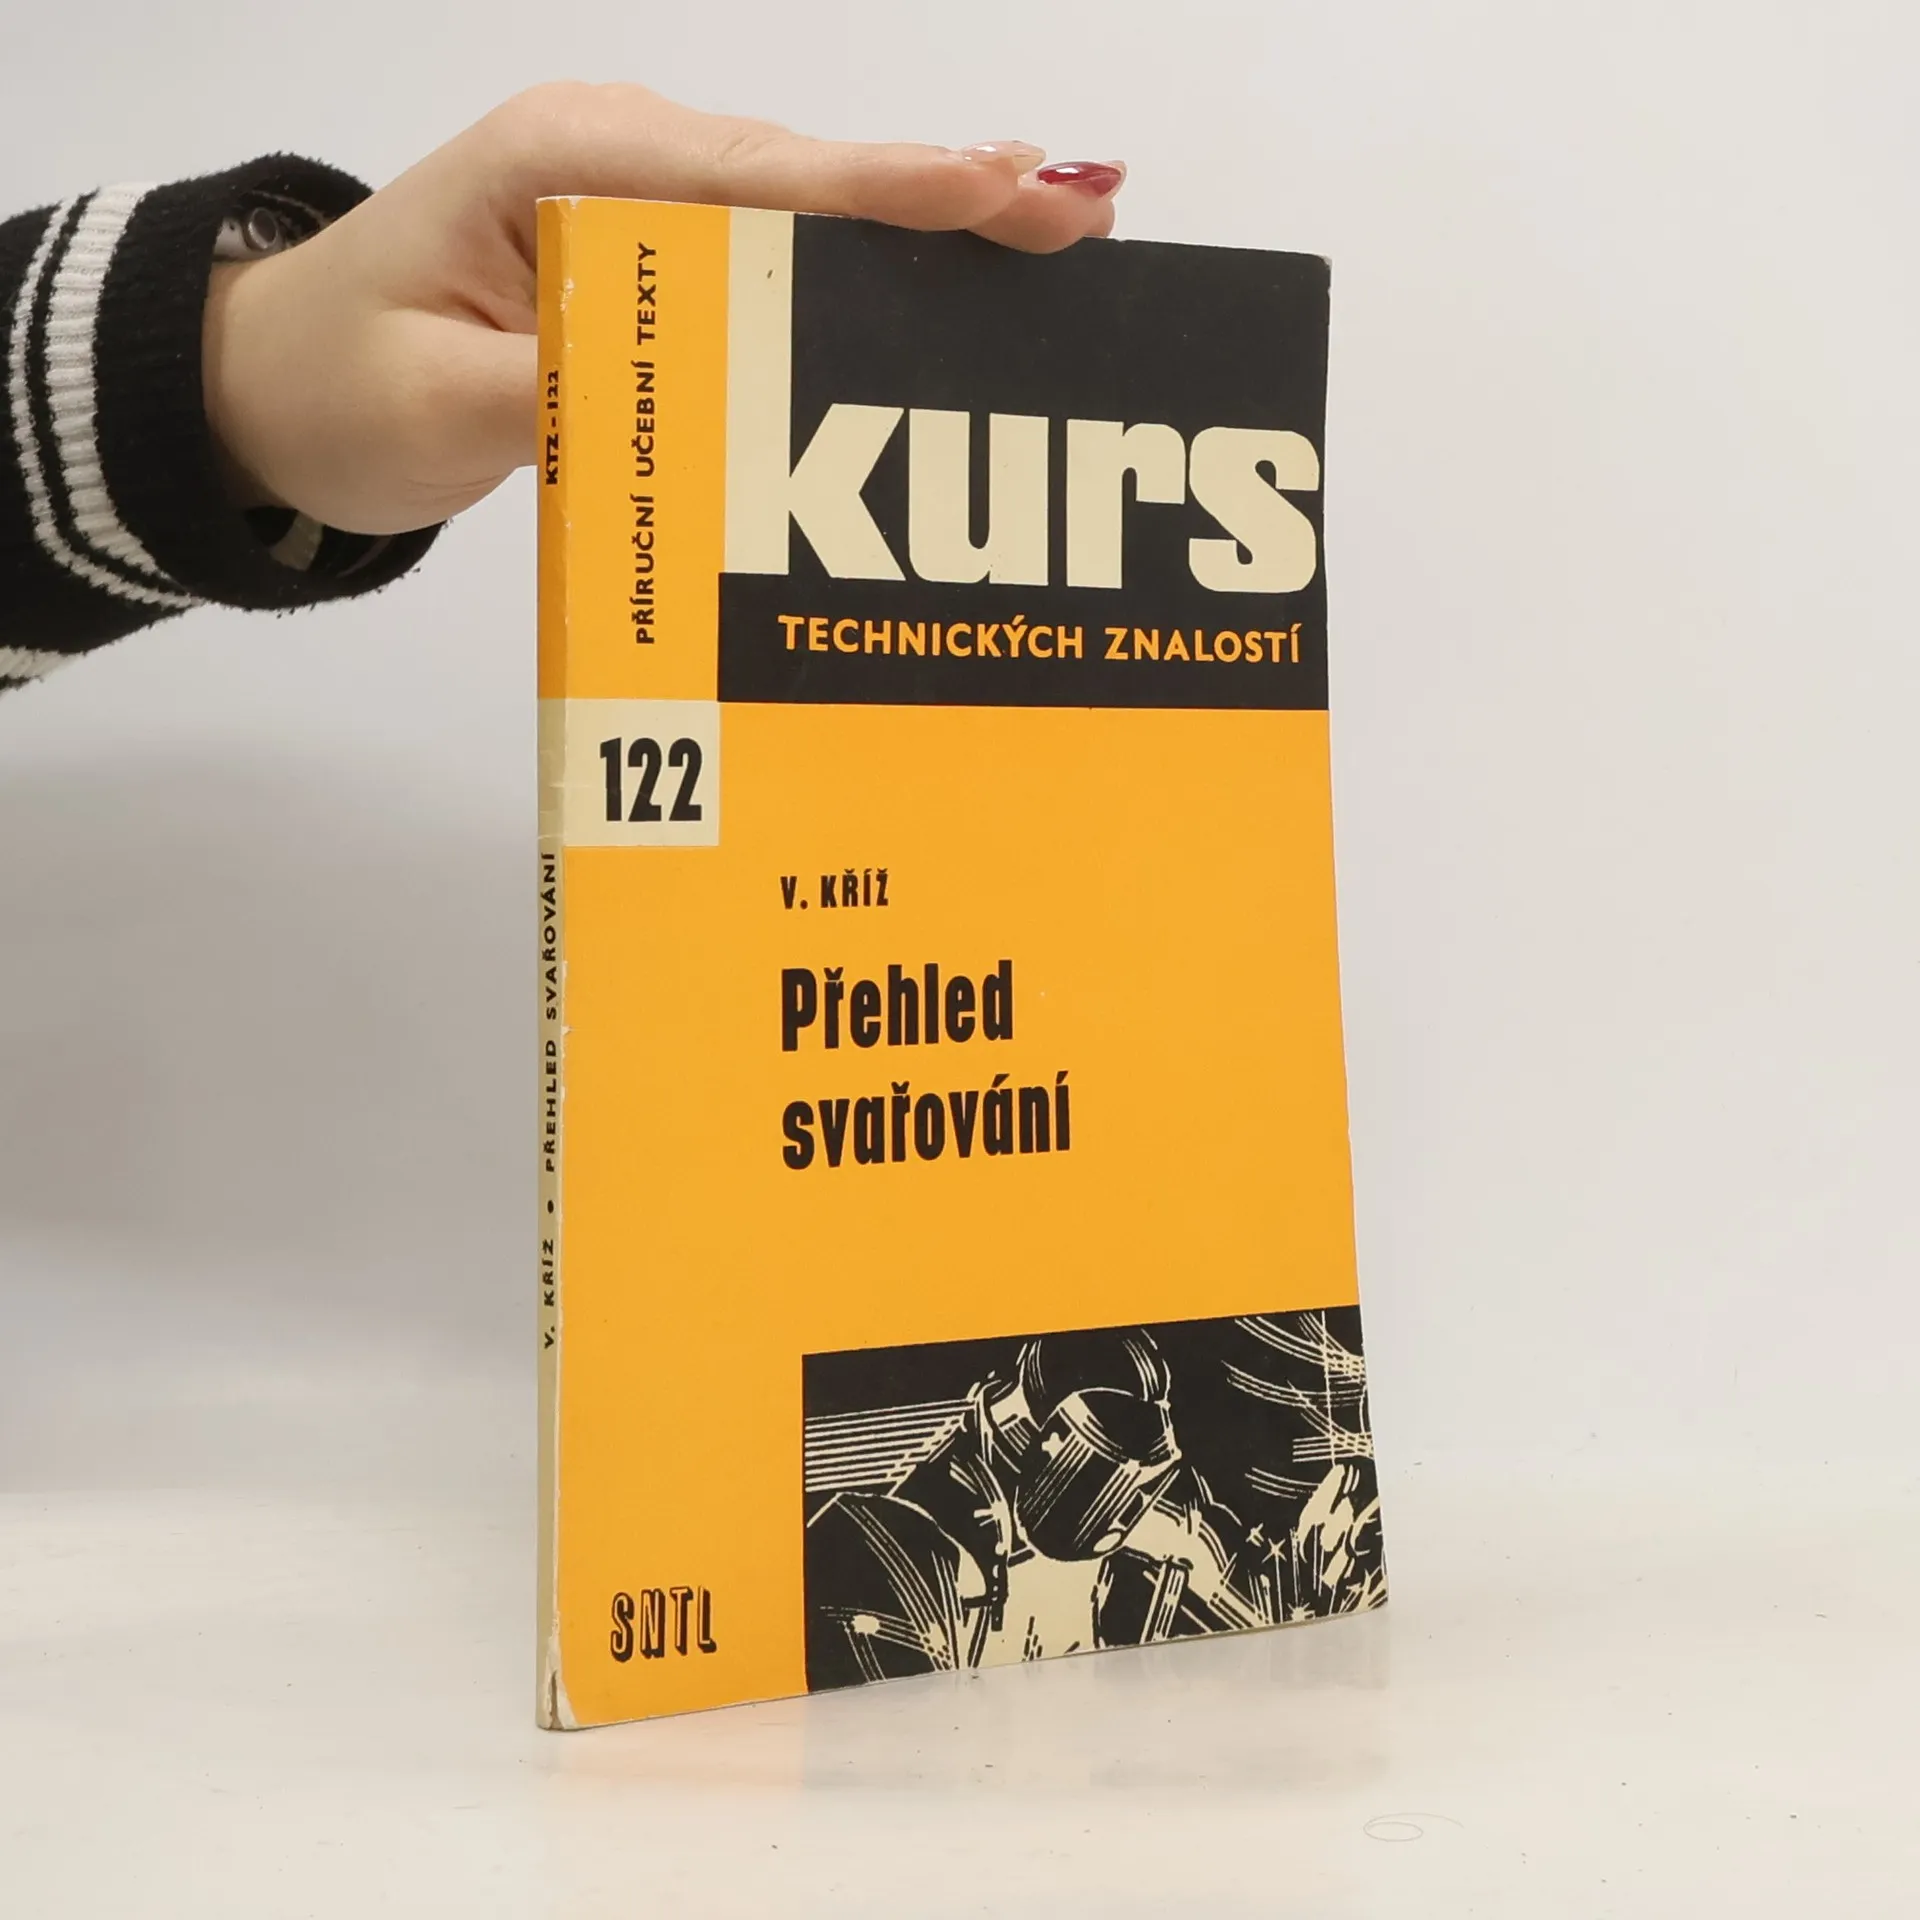 KTZ - 122
V. KŘÍŽ • PŘEHLED SVAŘOVÁNÍ
PŘÍRUČNÍ UČEBNÍ TEXTY
kurs
TECHNICKÝCH ZNALOSTÍ
122
V. KŘÍŽ
Přehled
svařování
SNTL